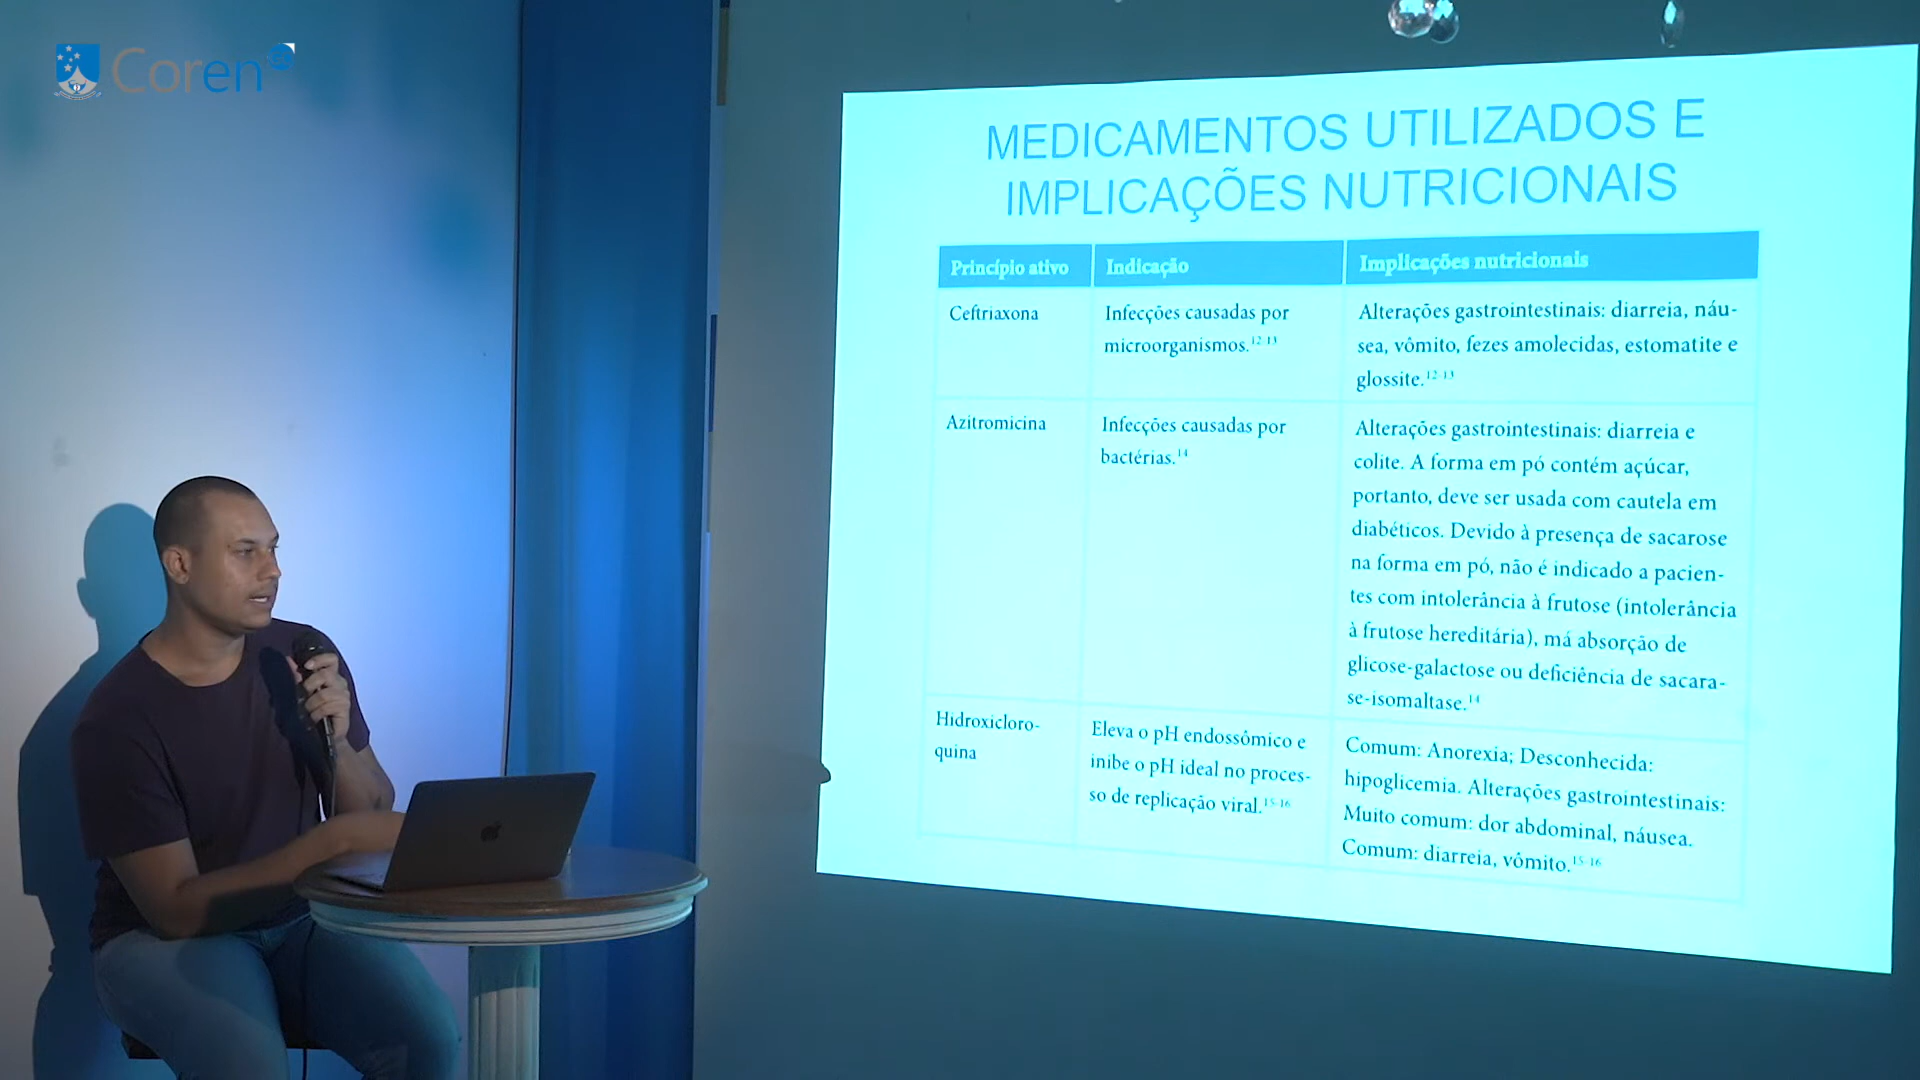 Coren
MEDICAMENTOS UTILIZADOS E
IMPLICAÇÕES NUTRICIONAIS
Princípio ativo
Indicação
Implicações nutricionais
Ceftriaxona
Infecções causadas por
microorganismos.12-13
Alterações gastrointestinais: diarreia, náu-
sea, vômito, fezes amolecidas, estomatite e
glossite.12-13
Azitromicina
Infecções causadas por
bactérias.14
Alterações gastrointestinais: diarreia e
colite. A forma em pó contém açúcar,
portanto, deve ser usada com cautela em
diabéticos. Devido à presença de sacarose
na forma em pó, não é indicado a pacien-
tes com intolerância à frutose (intolerância
à frutose hereditária), má absorção de
glicose-galactose ou deficiência de sacara-
se-isomaltase.14
Hidroxicloro-
quina
Eleva o pH endossômico e
inibe o pH ideal no proces-
so de replicação viral.15-16
Comum: Anorexia; Desconhecida:
hipoglicemia. Alterações gastrointestinais:
Muito comum: dor abdominal, náusea.
Comum: diarreia, vômito.15-16